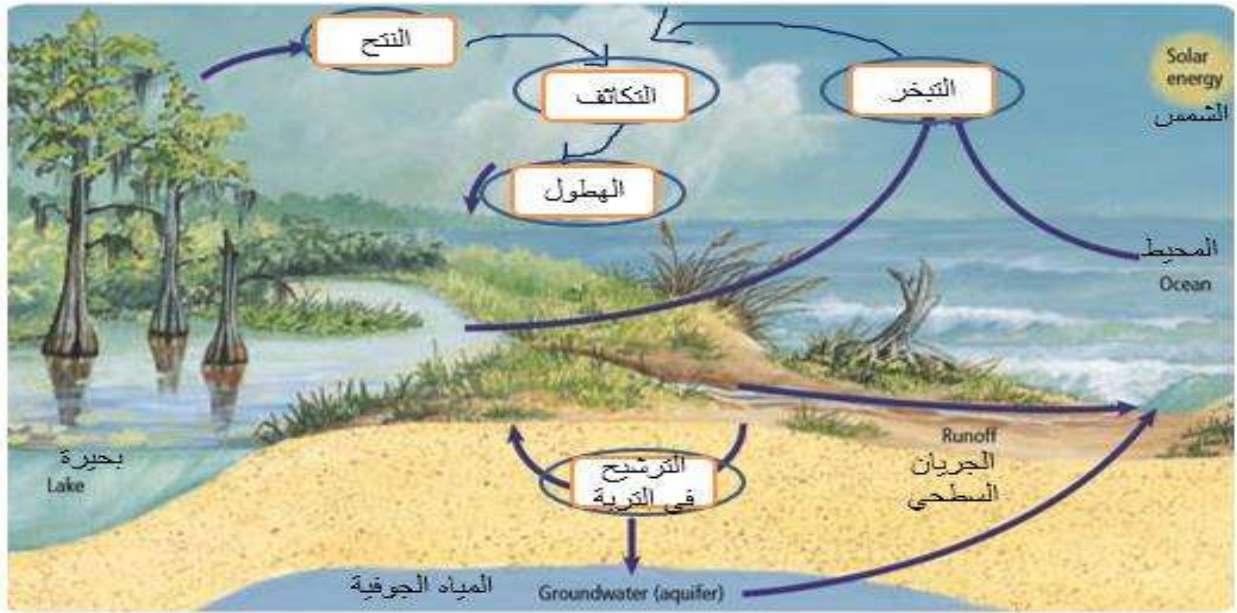 النتح
التكاثف
التبخر
Solar
energy
الشمس
الهطول
المحيط
Ocean
بحيرة
Lake
الترشيح
في التربة
Runoff
الجريان
السطحي
المياه الجوفية
Groundwater (aquifer)